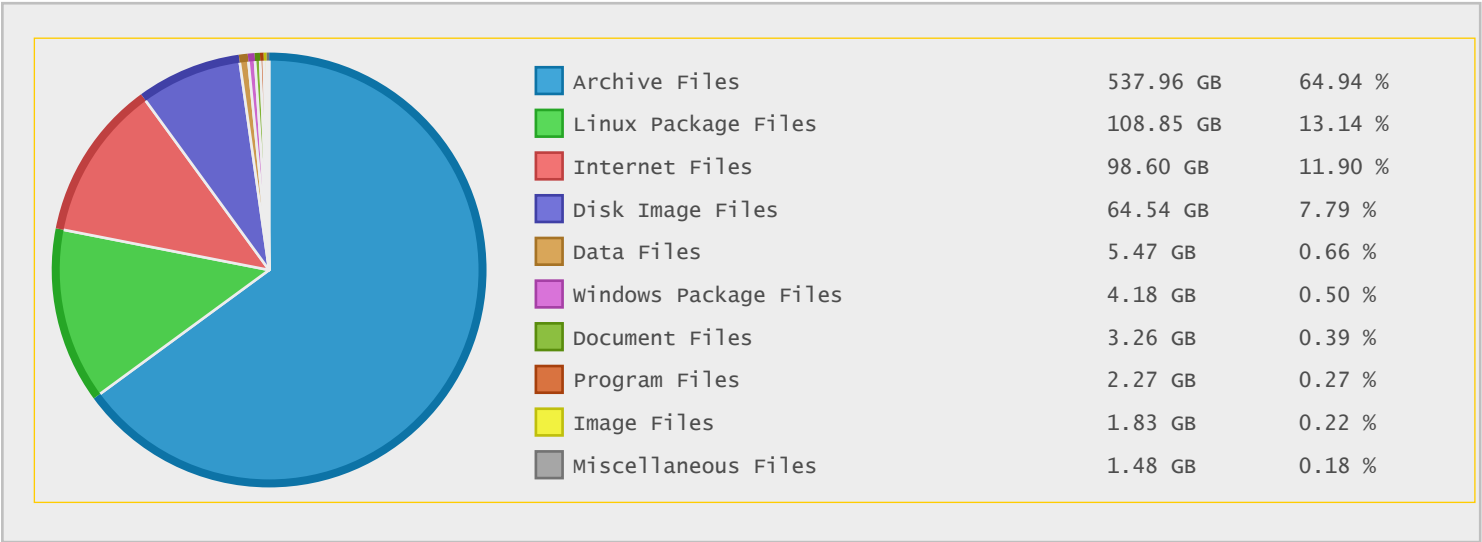 Archive Files 537.96 GB 64.94 %
Linux Package Files 108.85 GB 13.14 %
Internet Files 98.60 GB 11.90 %
Disk Image Files 64.54 GB 7.79 %
Data Files 5.47 GB 0.66 %
Windows Package Files 4.18 GB 0.50 %
Document Files 3.26 GB 0.39 %
Program Files 2.27 GB 0.27 %
Image Files 1.83 GB 0.22 %
Miscellaneous Files 1.48 GB 0.18 %